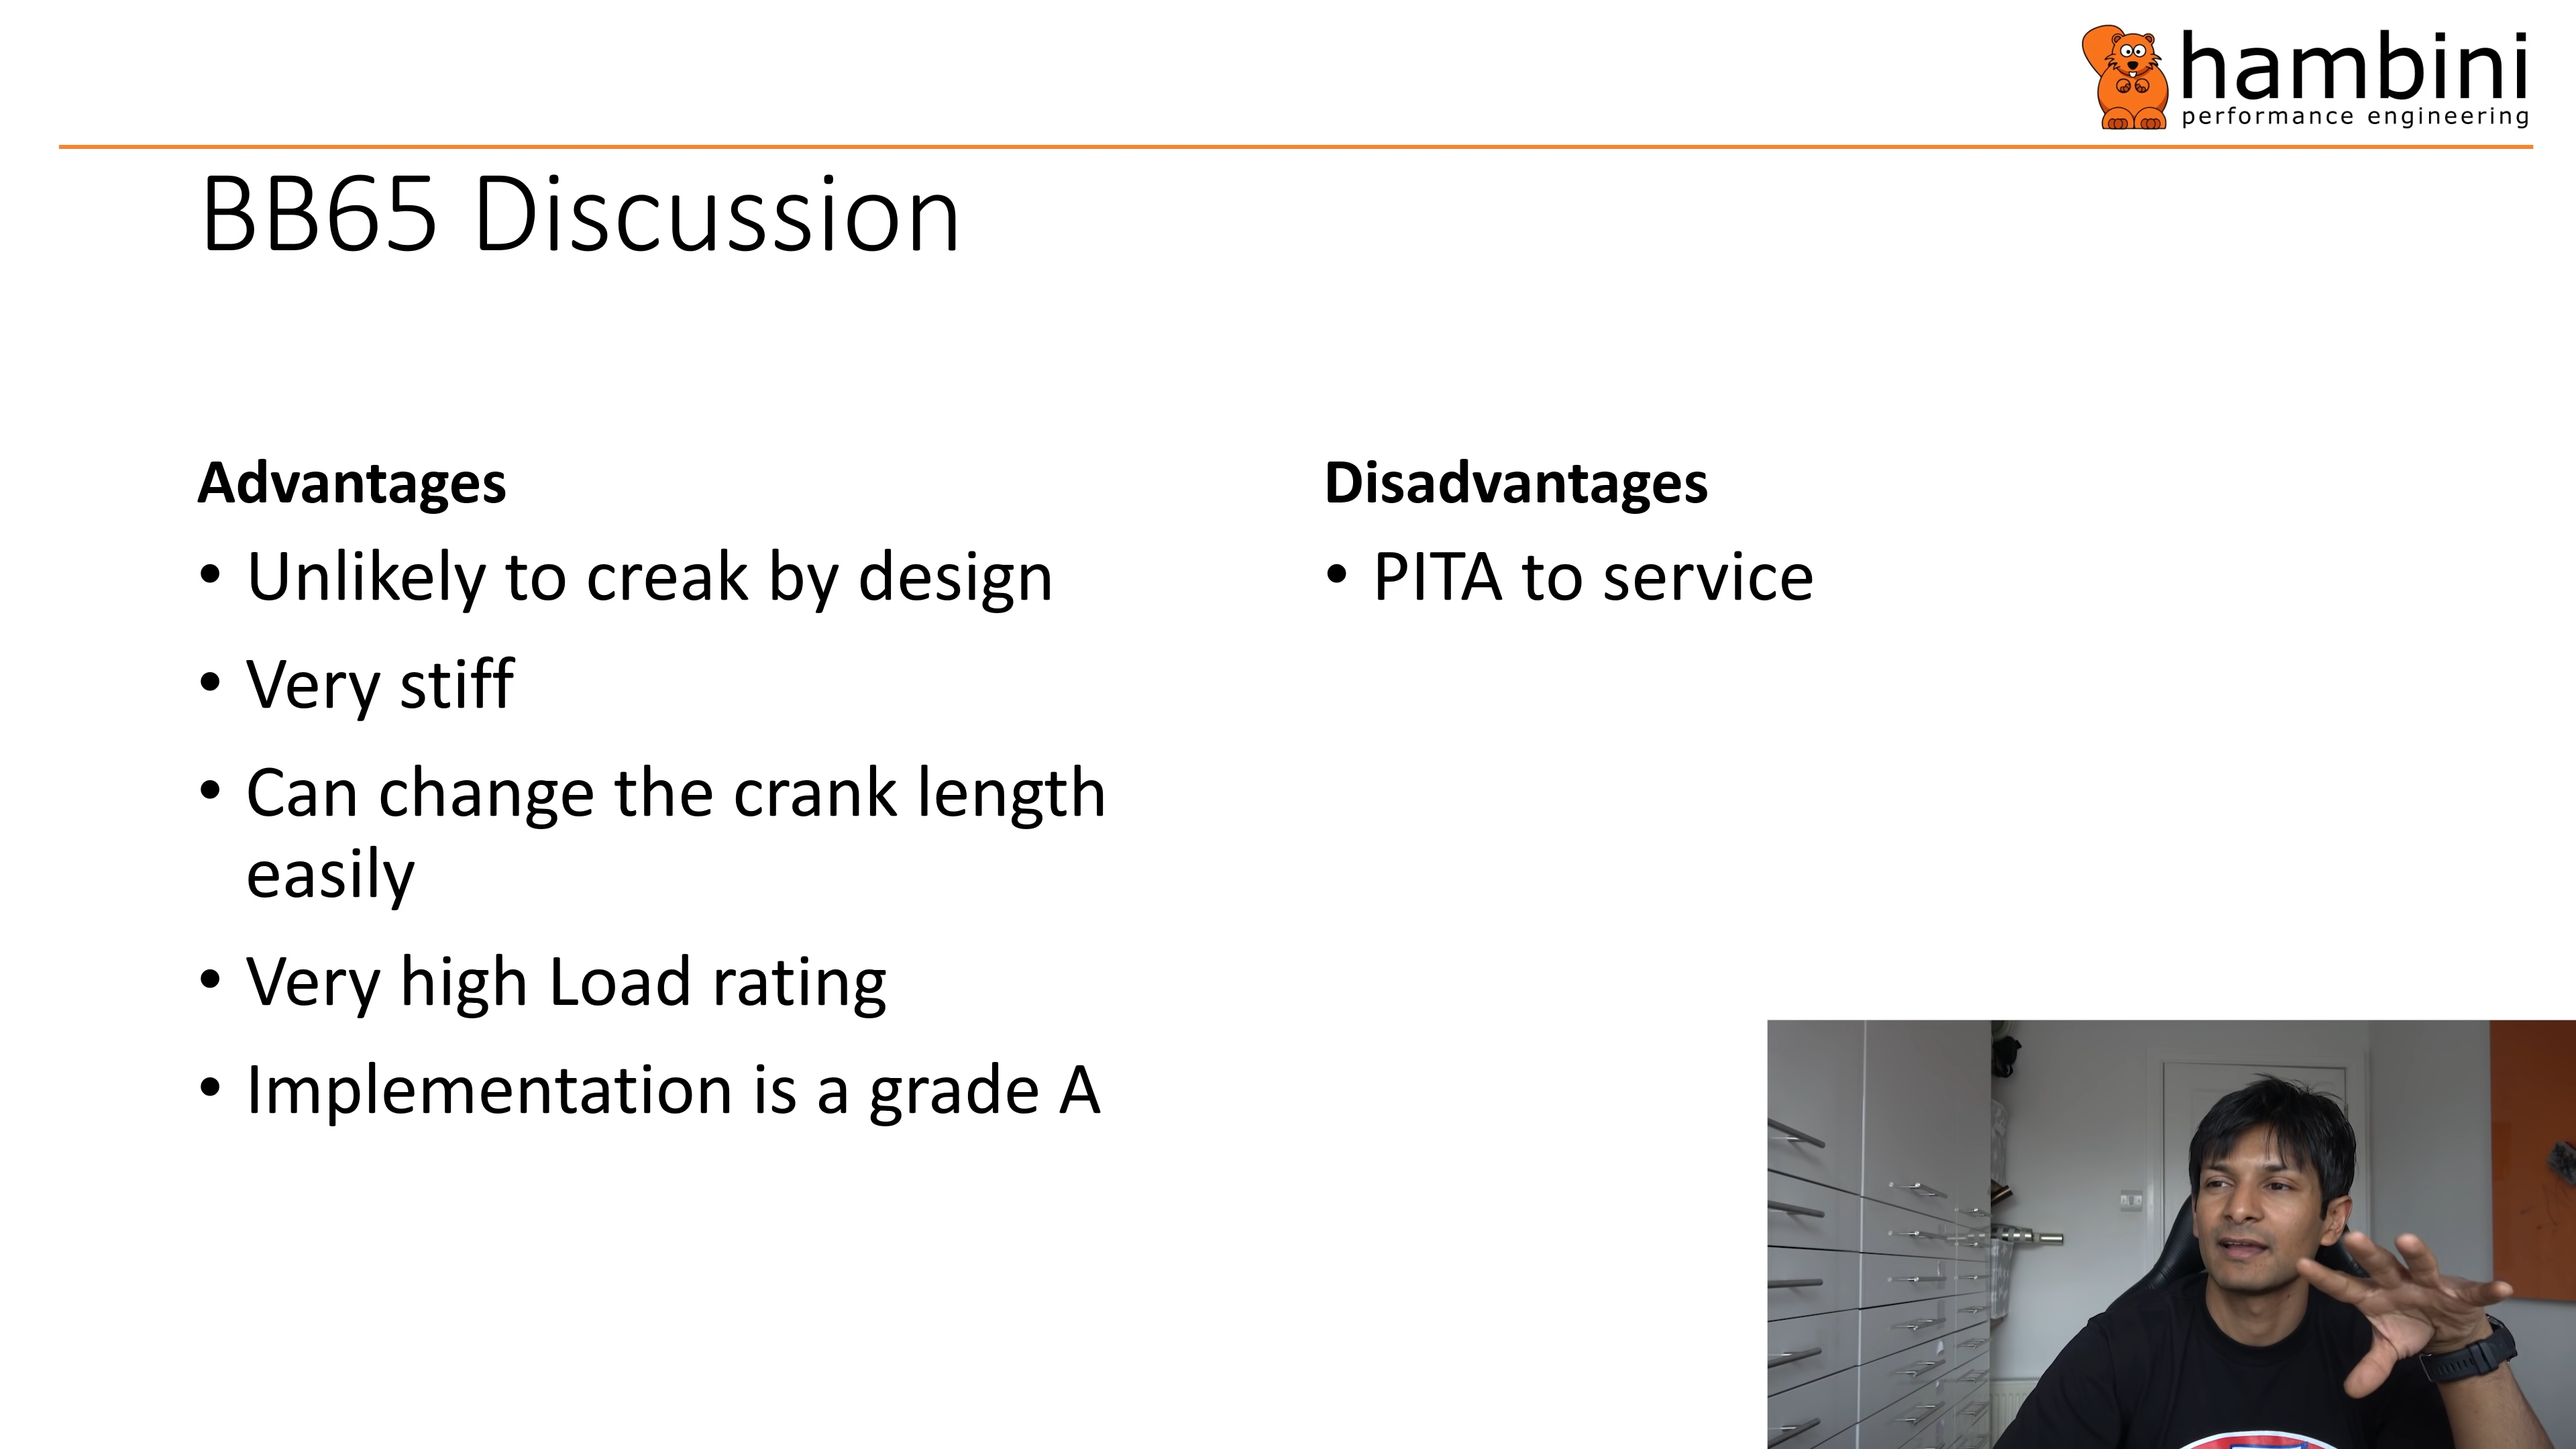 hambini
performance engineering
BB65 Discussion
Advantages
• Unlikely to creak by design
• Very stiff
• Can change the crank length
easily
• Very high Load rating
• Implementation is a grade A
Disadvantages
• PITA to service